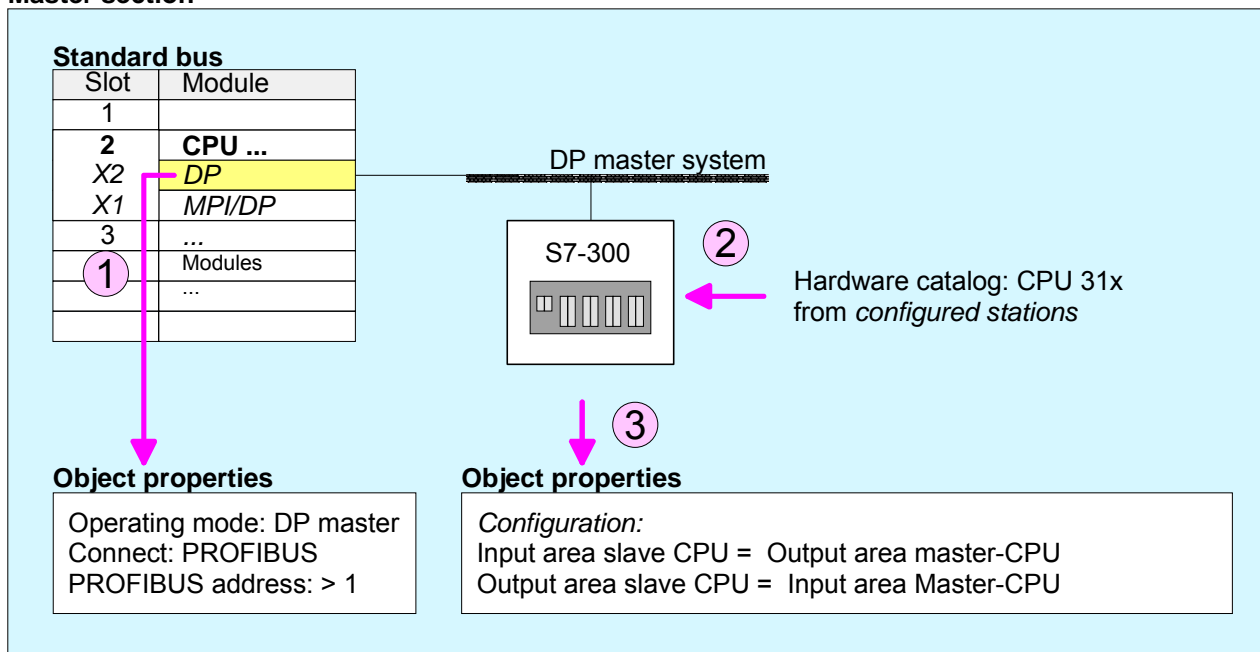 Master section
Standard bus
Slot Module
1
2 CPU ...
X2 DP
X1 MPI/DP
3 ...
Modules
...
1
DP master system
S7-300
2
Hardware catalog: CPU 31x
from configured stations
3
Object properties
Operating mode: DP master
Connect: PROFIBUS
PROFIBUS address: > 1
Object properties
Configuration:
Input area slave CPU = Output area master-CPU
Output area slave CPU = Input area Master-CPU